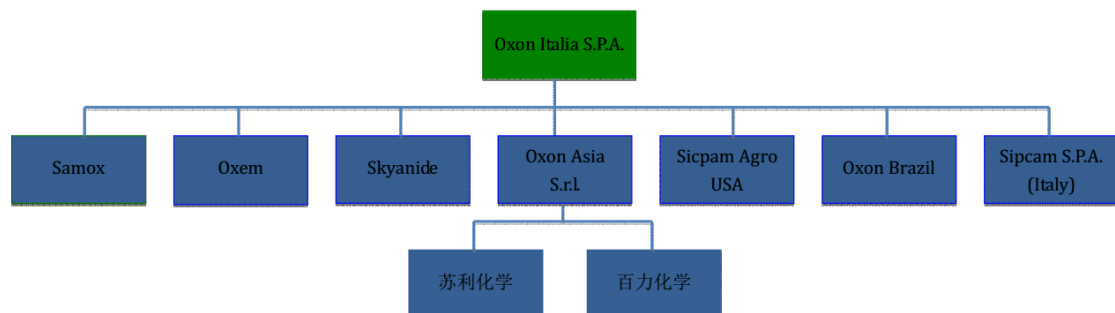 Oxon Italia S.P.A.
Samox
Oxem
Skyanide
Oxon Asia
S.r.l.
Sicpam Agro
USA
Oxon Brazil
Sipcam S.P.A.
(Italy)
苏利化学
百力化学